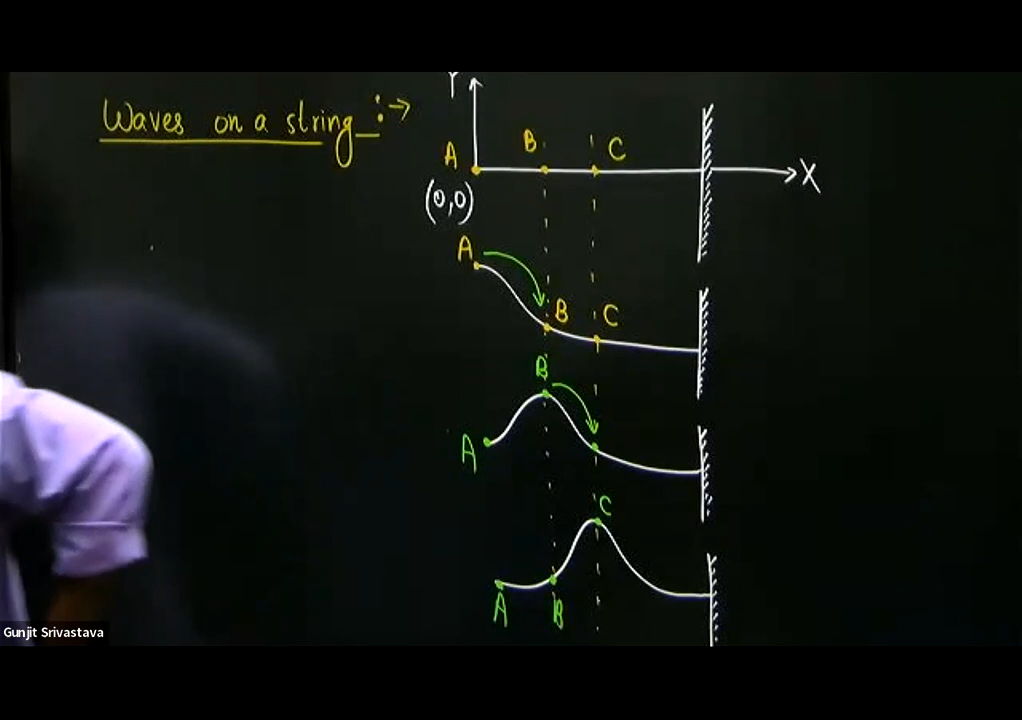 Waves on a string :→
Y
A B C
X
(0,0)
A
B C
B
A
C
A B
Gunjit Srivastava